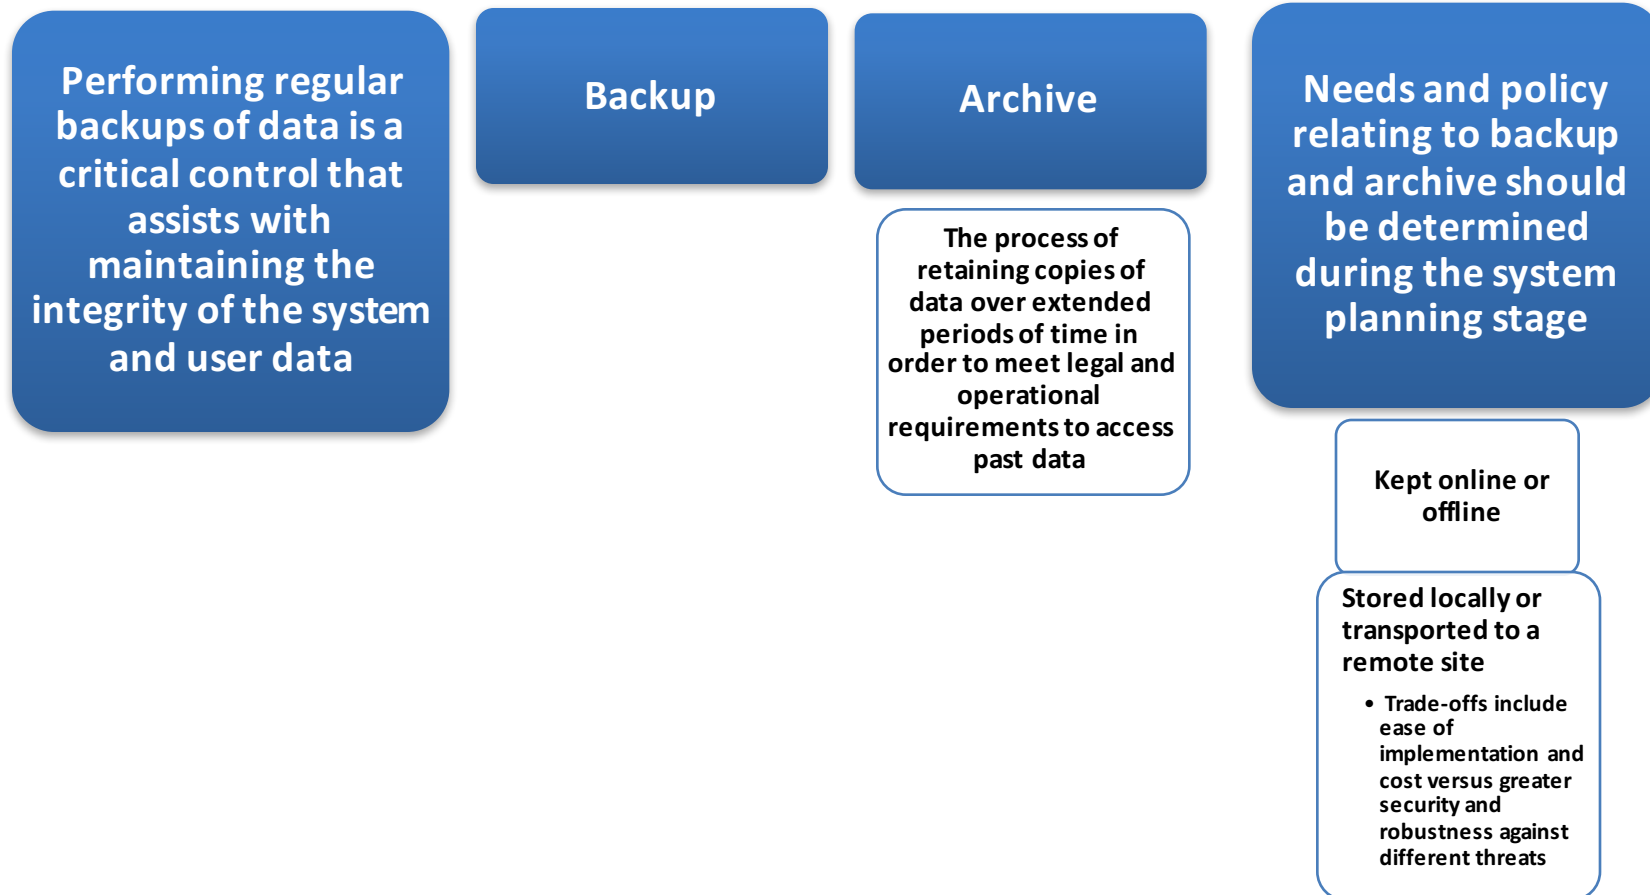 Performing regular
backups of data is a
critical control that
assists with
maintaining the
integrity of the system
and user data
Backup
Archive
The process of
retaining copies of
data over extended
periods of time in
order to meet legal and
operational
requirements to access
past data
Needs and policy
relating to backup
and archive should
be determined
during the system
planning stage
Kept online or
offline
Stored locally or
transported to a
remote site
• Trade-offs include
ease of
implementation and
cost versus greater
security and
robustness against
different threats